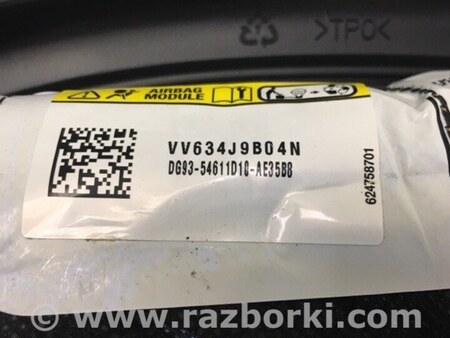 >TPO<
AIRBAG
MODULE
VV634J9B04N
DG93-54611D10-AE35B8
624758701
© www.razborki.com